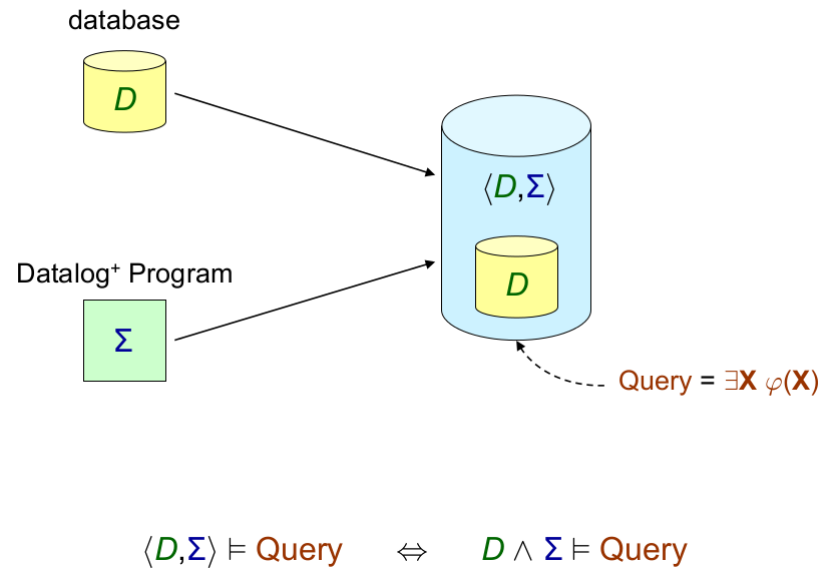 database
D
⟨D,Σ⟩
D
Datalog⁺ Program
Σ
Query = ∃X φ(X)
⟨D,Σ⟩ ⊨ Query ⇔ D ∧ Σ ⊨ Query